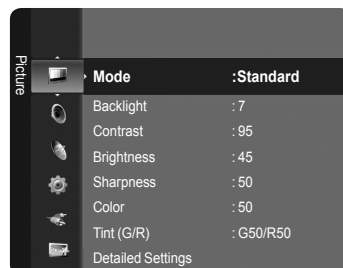 Picture
Mode :Standard
Backlight : 7
Contrast : 95
Brightness : 45
Sharpness : 50
Color : 50
Tint (G/R) : G50/R50
Detailed Settings